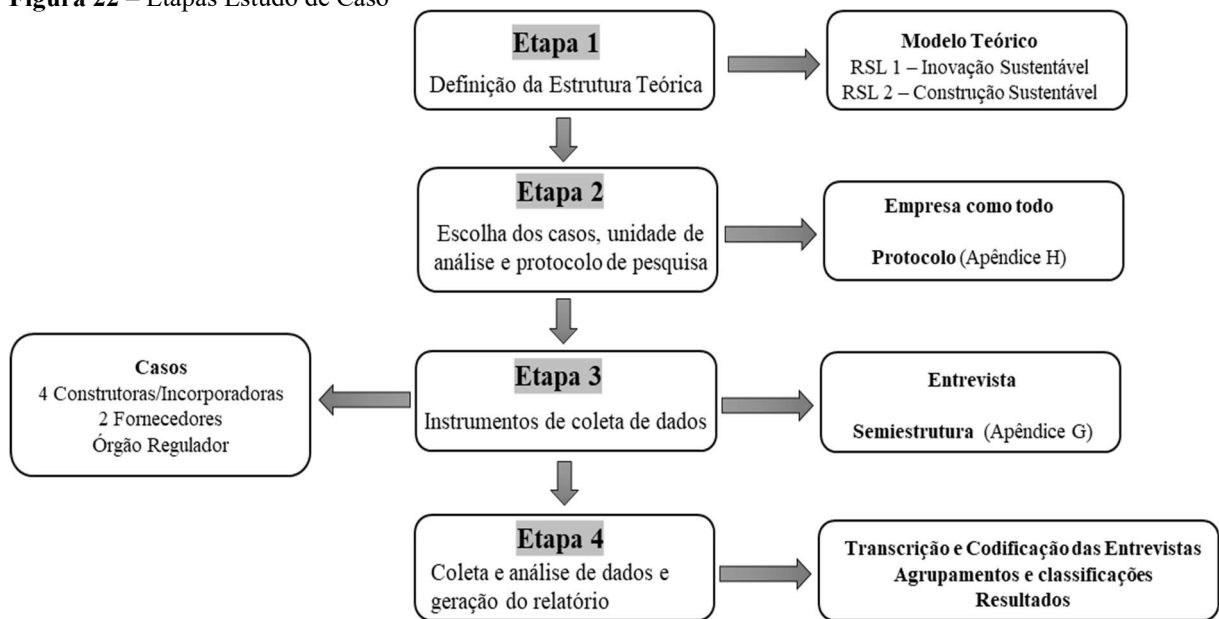 Figura 22 – Etapas Estudo de Caso
Etapa 1
Definição da Estrutura Teórica
Modelo Teórico
RSL 1 – Inovação Sustentável
RSL 2 – Construção Sustentável
Etapa 2
Escolha dos casos, unidade de
análise e protocolo de pesquisa
Empresa como todo
Protocolo (Apêndice H)
Casos
4 Construtoras/Incorporadoras
2 Fornecedores
Órgão Regulador
Etapa 3
Instrumentos de coleta de dados
Entrevista
Semiestrutura (Apêndice G)
Etapa 4
Coleta e análise de dados e
geração do relatório
Transcrição e Codificação das Entrevistas
Agrupamentos e classificações
Resultados